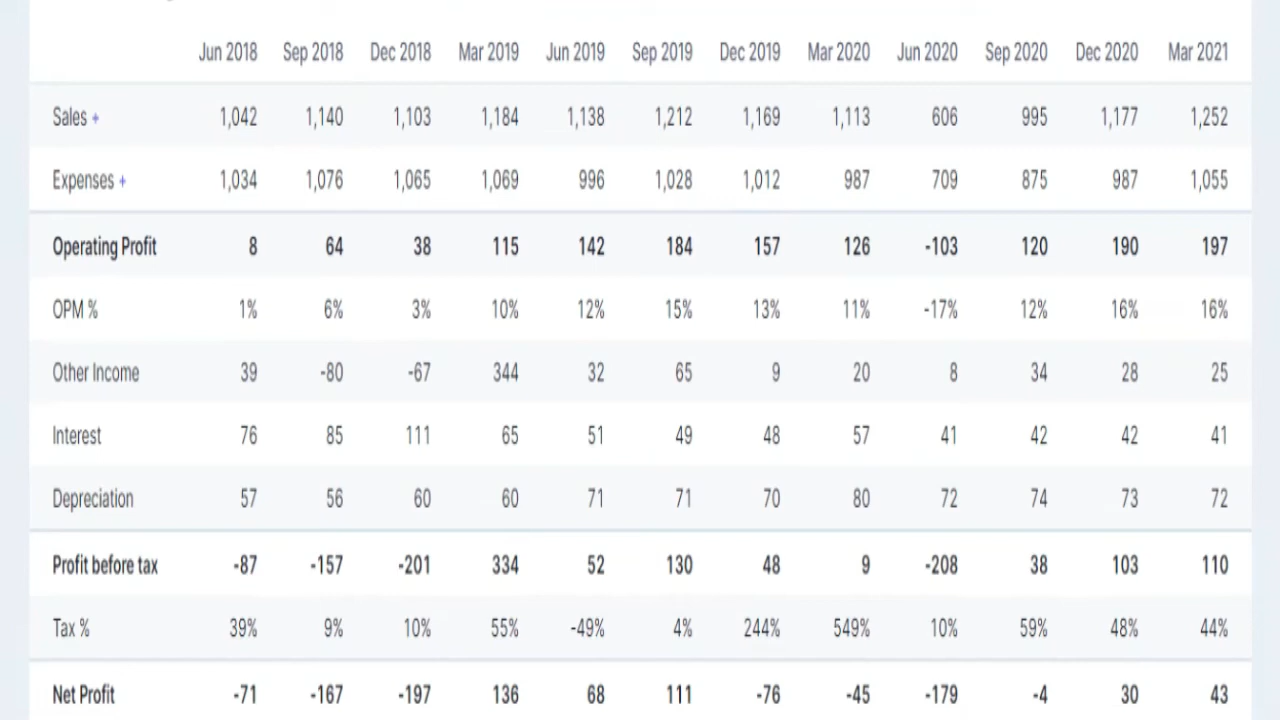 Jun 2018 Sep 2018 Dec 2018 Mar 2019 Jun 2019 Sep 2019 Dec 2019 Mar 2020 Jun 2020 Sep 2020 Dec 2020 Mar 2021
Sales + 1,042 1,140 1,103 1,184 1,138 1,212 1,169 1,113 606 995 1,177 1,252
Expenses + 1,034 1,076 1,065 1,069 996 1,028 1,012 987 709 875 987 1,055
Operating Profit 8 64 38 115 142 184 157 126 -103 120 190 197
OPM % 1% 6% 3% 10% 12% 15% 13% 11% -17% 12% 16% 16%
Other Income 39 -80 -67 344 32 65 9 20 8 34 28 25
Interest 76 85 111 65 51 49 48 57 41 42 42 41
Depreciation 57 56 60 60 71 71 70 80 72 74 73 72
Profit before tax -87 -157 -201 334 52 130 48 9 -208 38 103 110
Tax % 39% 9% 10% 55% -49% 4% 244% 549% 10% 59% 48% 44%
Net Profit -71 -167 -197 136 68 111 -76 -45 -179 -4 30 43